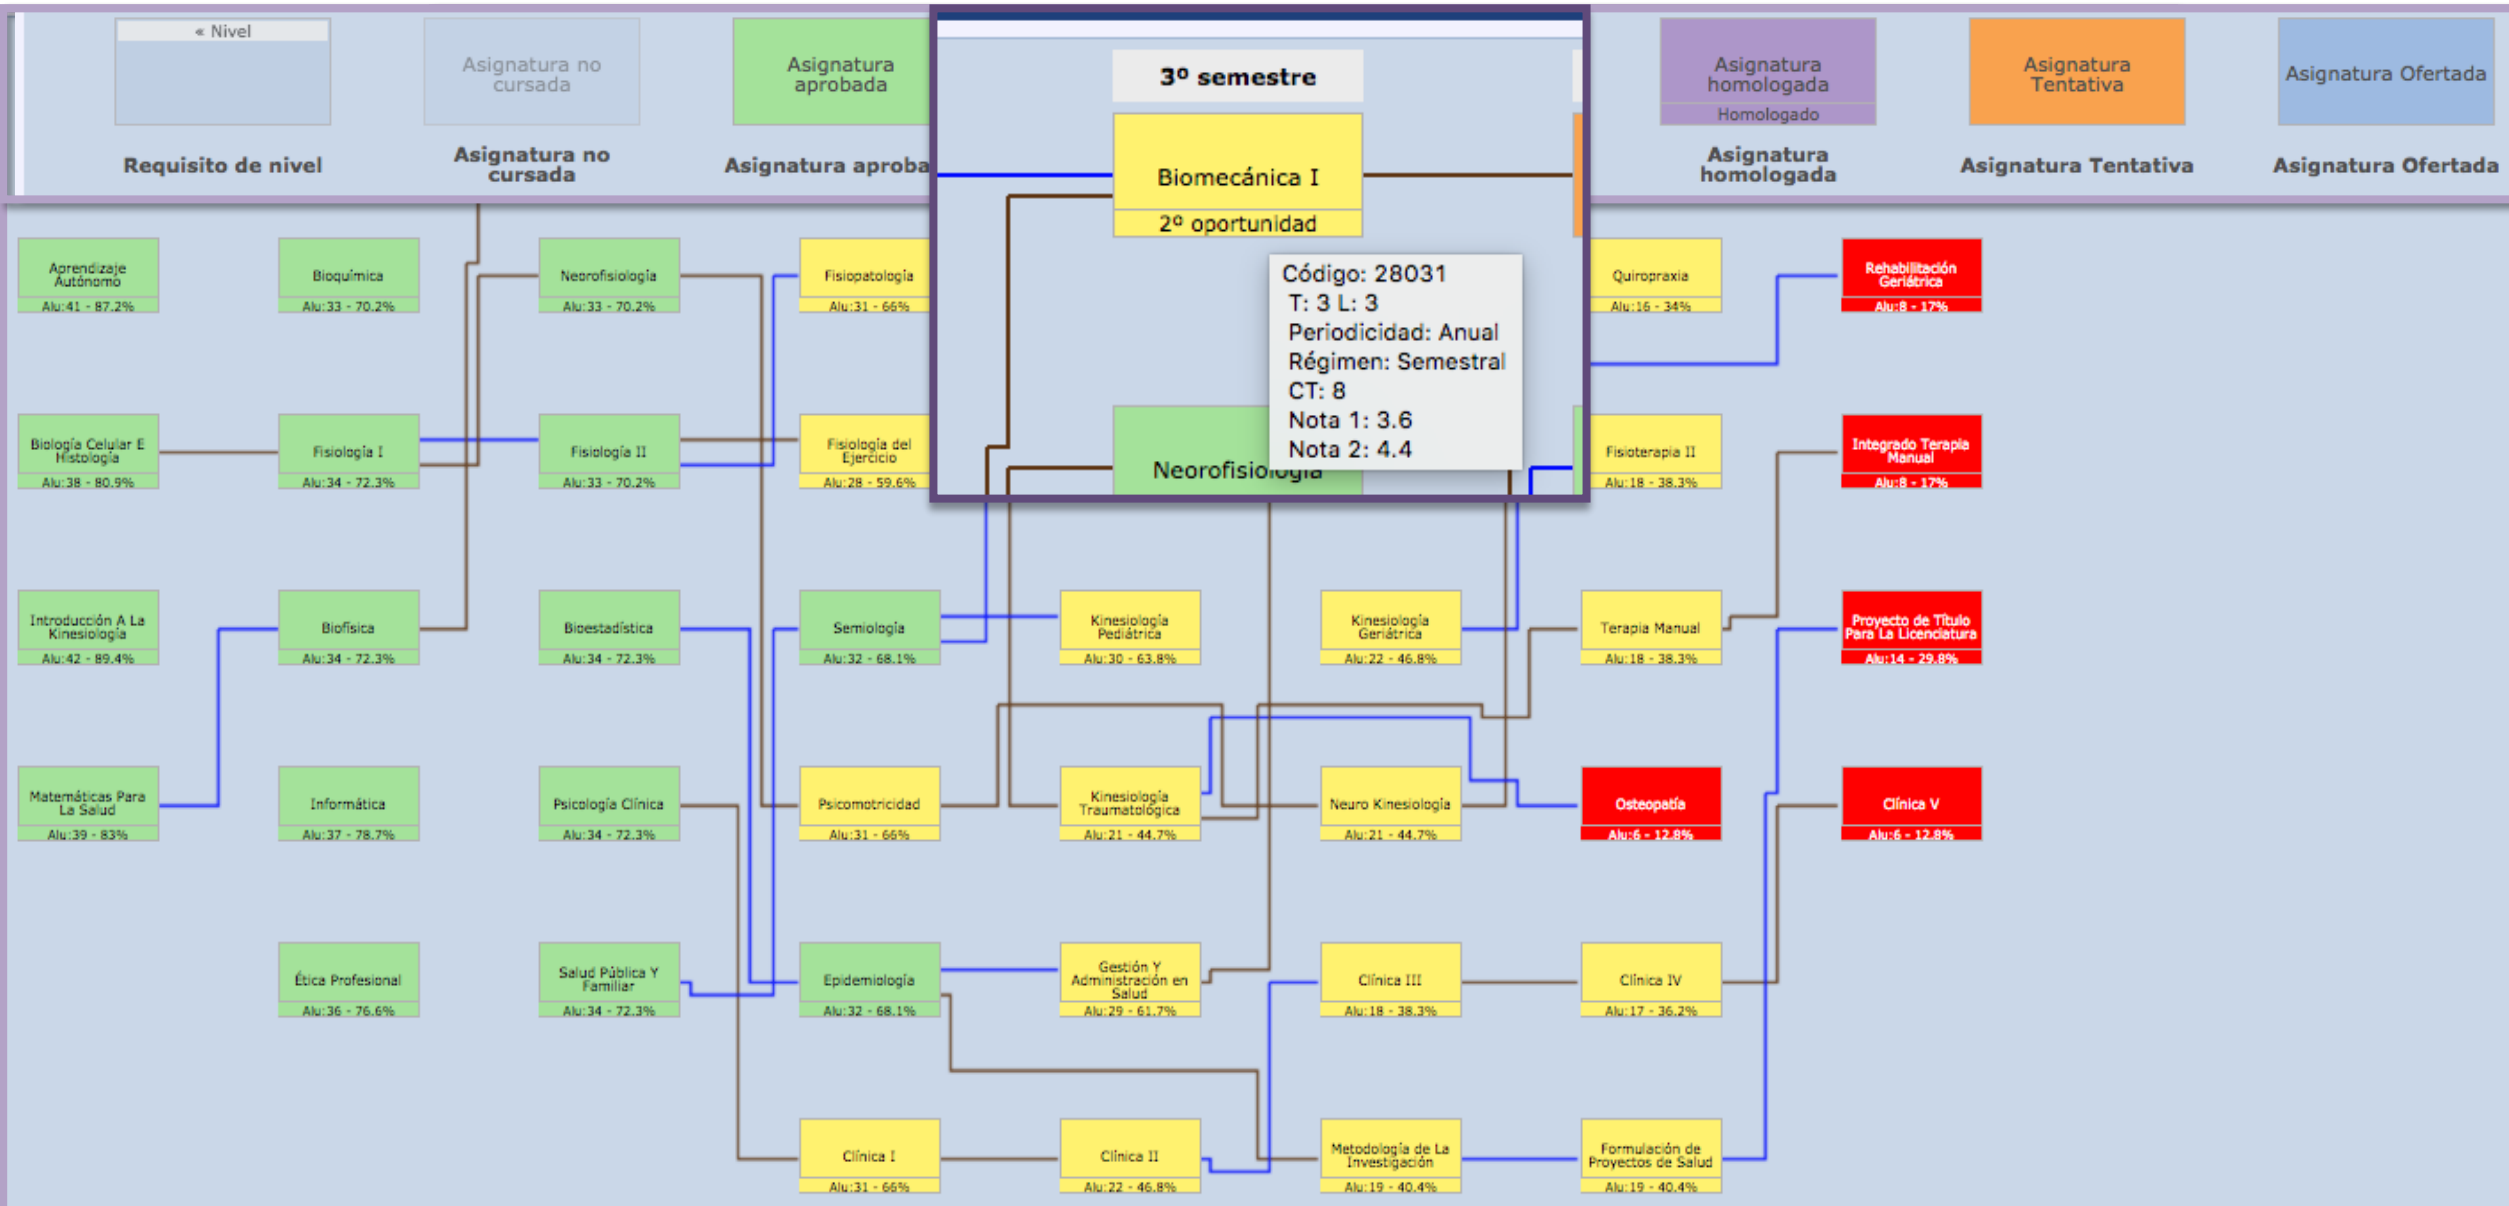 « Nivel
Requisito de nivel
Asignatura no
cursada
Asignatura no
cursada
Asignatura
aprobada
Asignatura aproba
3º semestre
Biomecánica I
2º oportunidad
Código: 28031
T: 3 L: 3
Periodicidad: Anual
Régimen: Semestral
CT: 8
Nota 1: 3.6
Nota 2: 4.4
Neorofisiología
Asignatura
homologada
Homologado
Asignatura
homologada
Asignatura
Tentativa
Asignatura Tentativa
Asignatura Ofertada
Asignatura Ofertada
Aprendizaje
Autónomo
Alu:41 - 87.2%
Bioquímica
Alu:33 - 70.2%
Neorofisiología
Alu:33 - 70.2%
Fisiopatología
Alu:31 - 66%
Quiropraxia
Alu:16 - 34%
Rehabilitación
Geriátrica
Alu:8 - 17%
Biología Celular E
Histología
Alu:38 - 80.9%
Fisiología I
Alu:34 - 72.3%
Fisiología II
Alu:33 - 70.2%
Fisiología del
Ejercicio
Alu:28 - 59.6%
Fisioterapia II
Alu:18 - 38.3%
Integrado Terapia
Manual
Alu:8 - 17%
Introducción A La
Kinesiología
Alu:42 - 89.4%
Biofísica
Alu:34 - 72.3%
Bioestadística
Alu:34 - 72.3%
Semiología
Alu:32 - 68.1%
Kinesiología
Pediátrica
Alu:30 - 63.8%
Kinesiología
Geriátrica
Alu:22 - 46.8%
Terapia Manual
Alu:18 - 38.3%
Proyecto de Título
Para La Licenciatura
Alu:14 - 29.8%
Matemáticas Para
La Salud
Alu:39 - 83%
Informática
Alu:37 - 78.7%
Psicología Clínica
Alu:34 - 72.3%
Psicomotricidad
Alu:31 - 66%
Kinesiología
Traumatológica
Alu:21 - 44.7%
Neuro Kinesiología
Alu:21 - 44.7%
Osteopatía
Alu:6 - 12.8%
Clínica V
Alu:6 - 12.8%
Ética Profesional
Alu:36 - 76.6%
Salud Pública Y
Familiar
Alu:34 - 72.3%
Epidemiología
Alu:32 - 68.1%
Gestión Y
Administración en
Salud
Alu:29 - 61.7%
Clínica III
Alu:18 - 38.3%
Clínica IV
Alu:17 - 36.2%
Clínica I
Alu:31 - 66%
Clínica II
Alu:22 - 46.8%
Metodología de La
Investigación
Alu:19 - 40.4%
Formulación de
Proyectos de Salud
Alu:19 - 40.4%